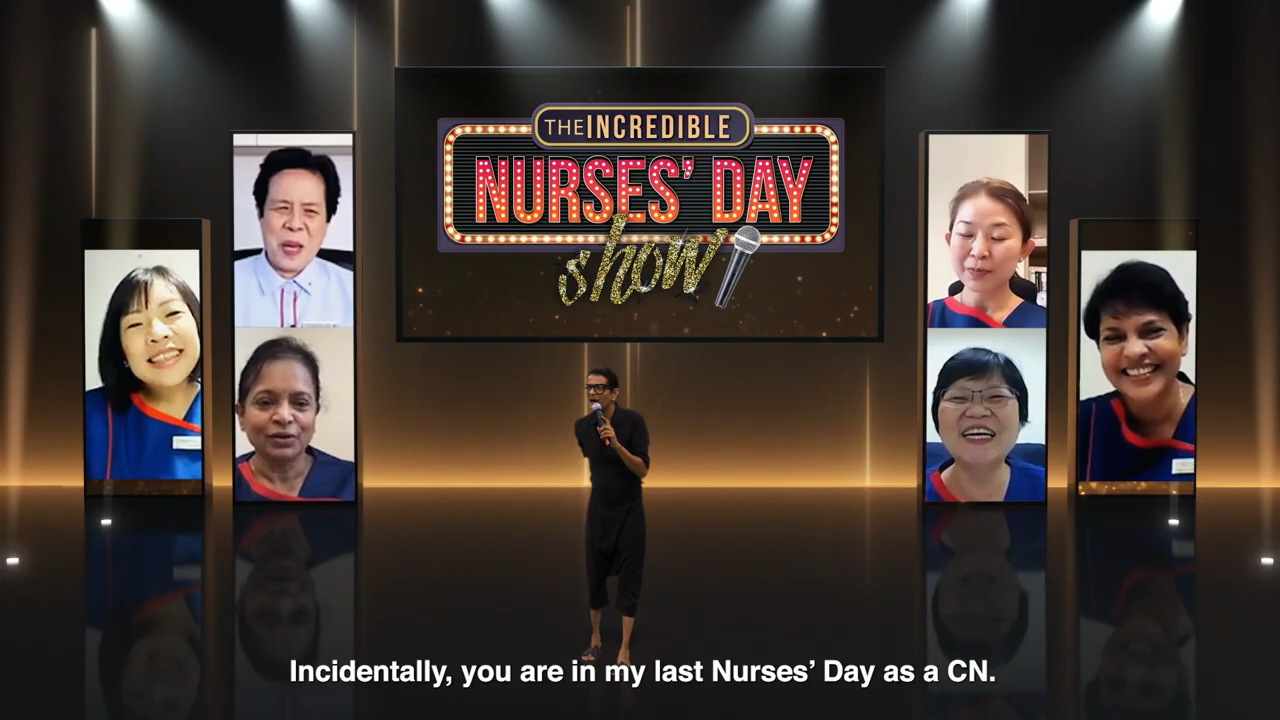 THE INCREDIBLE
NURSES' DAY
show
Incidentally, you are in my last Nurses’ Day as a CN.